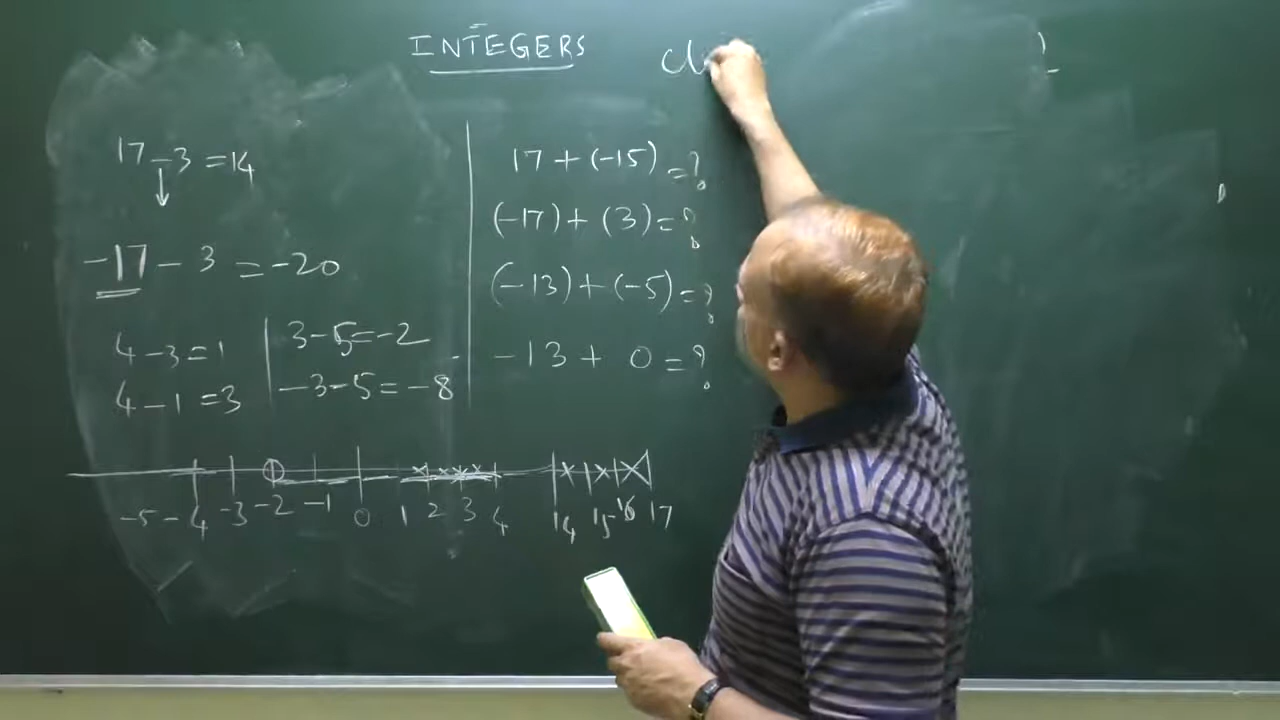 INTEGERS
17 - 3 = 14
-17 - 3 = -20
4 - 3 = 1
4 - 1 = 3
3 - 5 = -2
-3 - 5 = -8
17 + (-15) = ?
(-17) + (3) = ?
(-13) + (-5) = ?
-13 + 0 = ?
-5 -4 -3 -2 -1 0 1 2 3 4 14 15 16 17